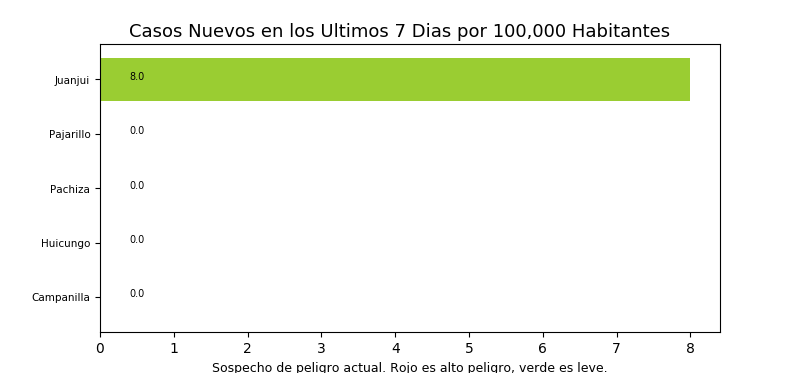 Casos Nuevos en los Ultimos 7 Dias por 100,000 Habitantes
Juanjui 8.0
Pajarillo 0.0
Pachiza 0.0
Huicungo 0.0
Campanilla 0.0
0 1 2 3 4 5 6 7 8
Sospecho de peligro actual. Rojo es alto peligro, verde es leve.